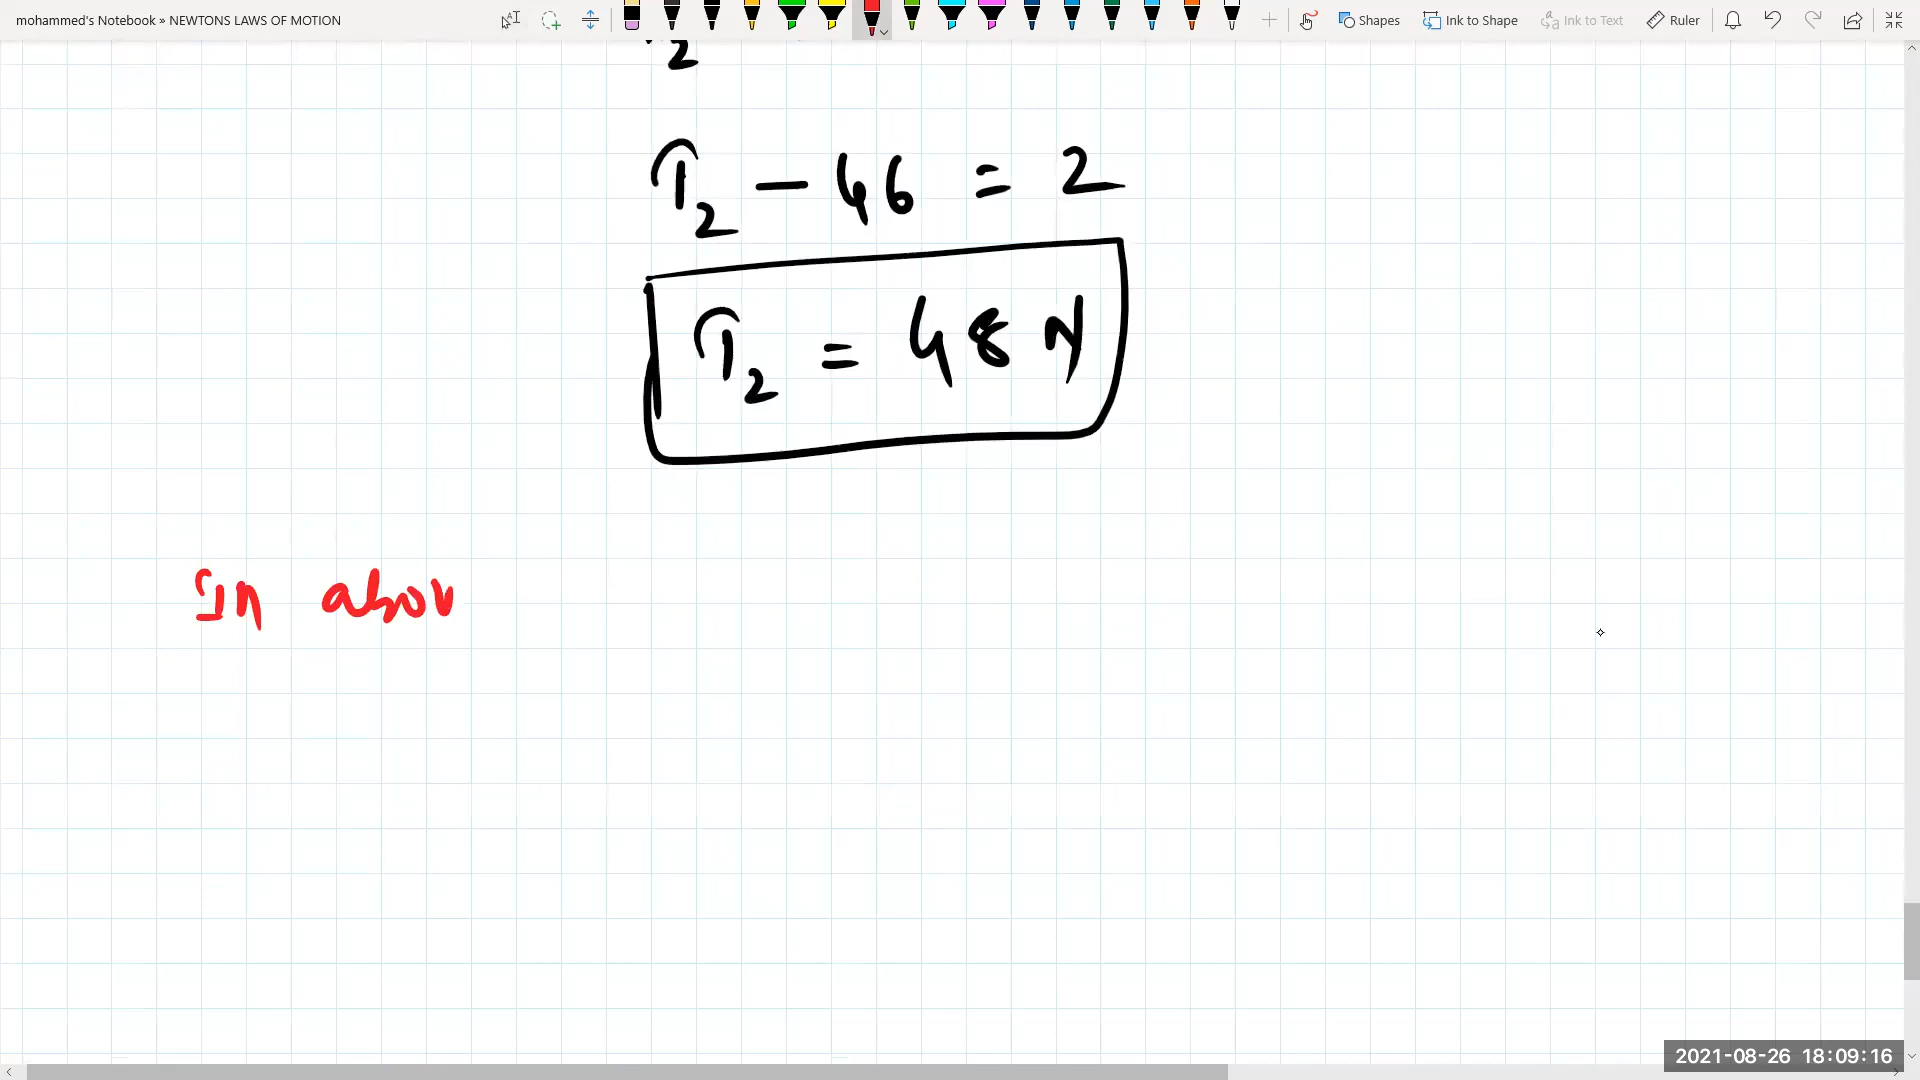 mohammed's Notebook » NEWTONS LAWS OF MOTION
Shapes Ink to Shape Ink to Text Ruler
2
T₂ - 46 = 2
T₂ = 48 N
In abov
2021-08-26 18:09:16